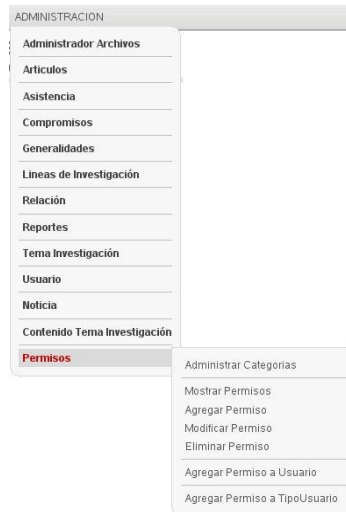 ADMINISTRACION
Administrador Archivos
Articulos
Asistencia
Compromisos
Generalidades
Lineas de Investigación
Relación
Reportes
Tema Investigación
Usuario
Noticia
Contenido Tema Investigación
Permisos
Administrar Categorias
Mostrar Permisos
Agregar Permiso
Modificar Permiso
Eliminar Permiso
Agregar Permiso a Usuario
Agregar Permiso a TipoUsuario